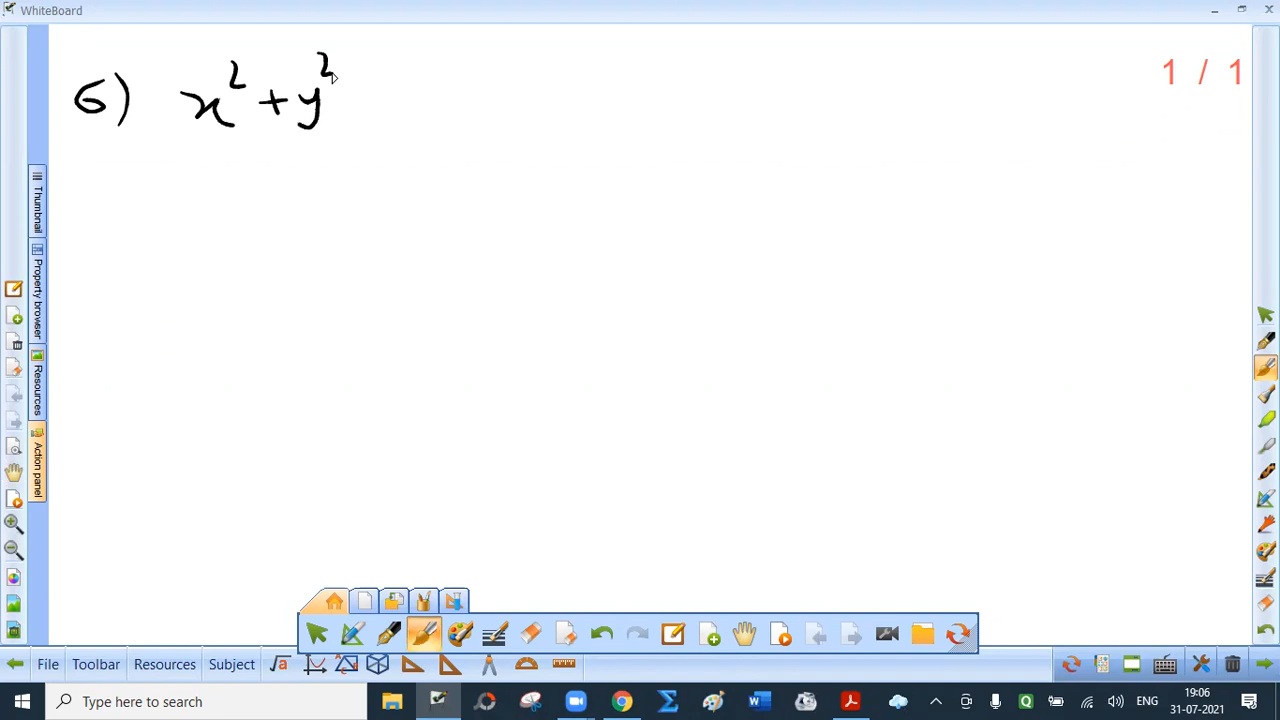 WhiteBoard
6) x² + y²
1 / 1
Thumbnail
Property browser
Resources
Action panel
File Toolbar Resources Subject
Type here to search
ENG
19:06
31-07-2021